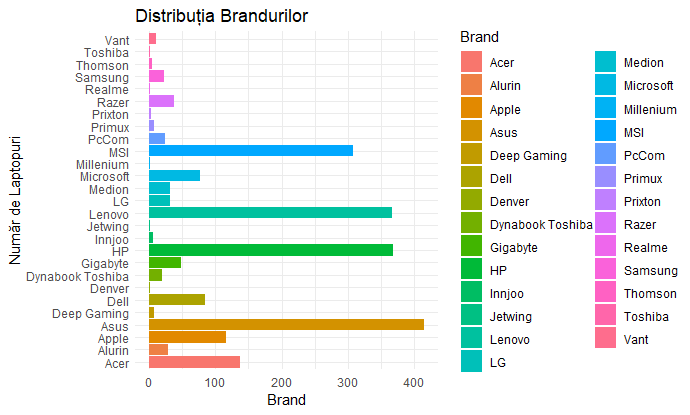 Distribuția Brandurilor
Număr de Laptopuri
Vant
Toshiba
Thomson
Samsung
Realme
Razer
Prixton
Primux
PcCom
MSI
Millenium
Microsoft
Medion
LG
Lenovo
Jetwing
Innjoo
HP
Gigabyte
Dynabook Toshiba
Denver
Dell
Deep Gaming
Asus
Apple
Alurin
Acer
0 100 200 300 400
Brand
Brand
Acer
Alurin
Apple
Asus
Deep Gaming
Dell
Denver
Dynabook Toshiba
Gigabyte
HP
Innjoo
Jetwing
Lenovo
LG
Medion
Microsoft
Millenium
MSI
PcCom
Primux
Prixton
Razer
Realme
Samsung
Thomson
Toshiba
Vant